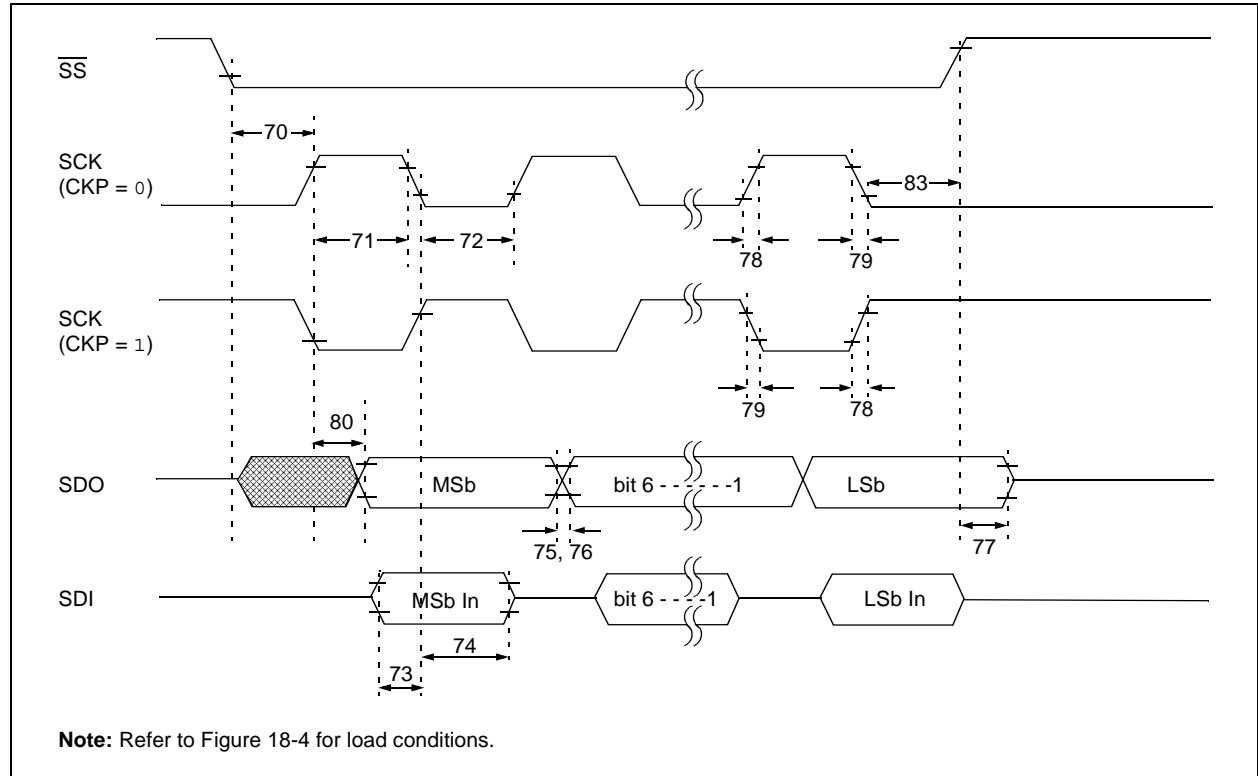 SS
70
SCK
(CKP = 0)
83
71
72
78
79
SCK
(CKP = 1)
79
78
80
SDO
MSb
bit 6 - - - - - -1
LSb
75, 76
77
SDI
MSb In
bit 6 - - - -1
LSb In
74
73
Note: Refer to Figure 18-4 for load conditions.